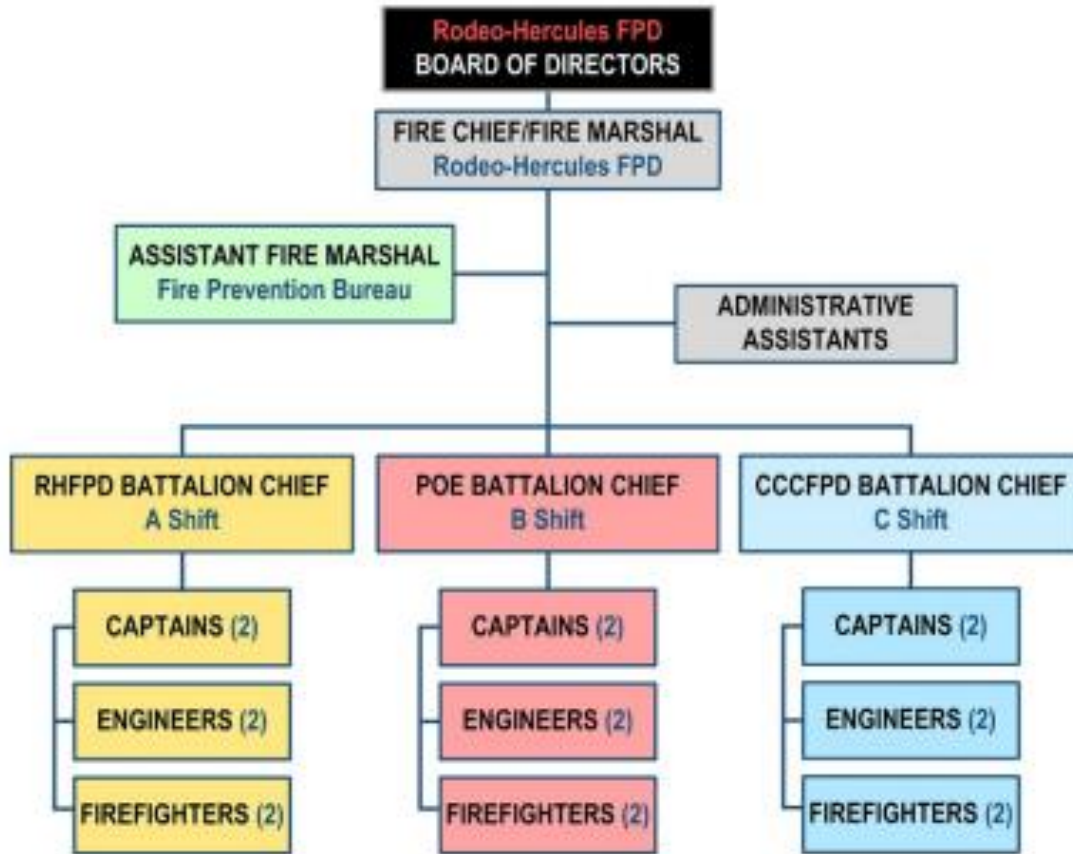 Rodeo-Hercules FPD
BOARD OF DIRECTORS
FIRE CHIEF/FIRE MARSHAL
Rodeo-Hercules FPD
ASSISTANT FIRE MARSHAL
Fire Prevention Bureau
ADMINISTRATIVE
ASSISTANTS
RHFPD BATTALION CHIEF
A Shift
POE BATTALION CHIEF
B Shift
CCCFPD BATTALION CHIEF
C Shift
CAPTAINS (2)
ENGINEERS (2)
FIREFIGHTERS (2)
CAPTAINS (2)
ENGINEERS (2)
FIREFIGHTERS (2)
CAPTAINS (2)
ENGINEERS (2)
FIREFIGHTERS (2)